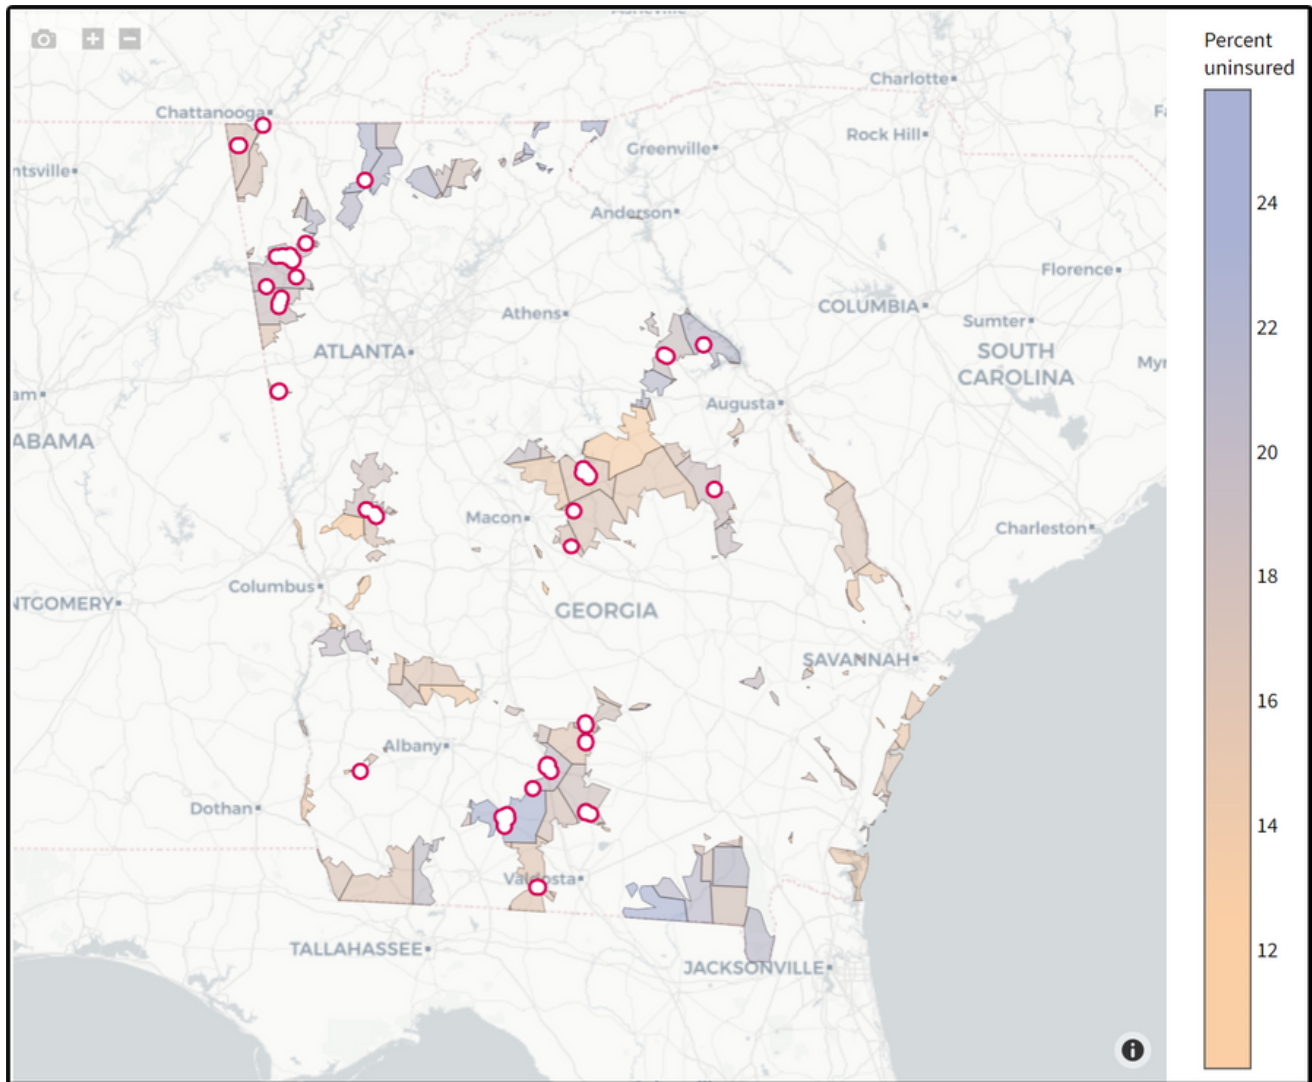 Asheville
Percent
uninsured
Charlotte
Chattanooga
Rock Hill
Greenville
ntsville
24
Anderson
Florence
COLUMBIA
Athens
Sumter
22
ATLANTA
SOUTH
CAROLINA
Myr
am
Augusta
ABAMA
20
Macon
Charleston
18
Columbus
NTGOMERY
GEORGIA
SAVANNAH
16
Albany
Dothan
14
Valdosta
TALLAHASSEE
12
JACKSONVILLE
i